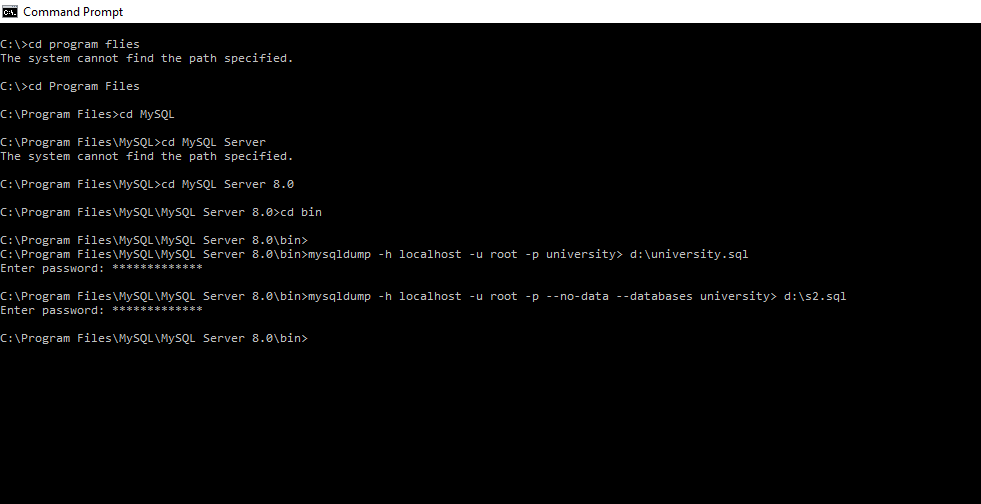 Command Prompt
C:\>cd program flies
The system cannot find the path specified.
C:\>cd Program Files
C:\Program Files>cd MySQL
C:\Program Files\MySQL>cd MySQL Server
The system cannot find the path specified.
C:\Program Files\MySQL>cd MySQL Server 8.0
C:\Program Files\MySQL\MySQL Server 8.0>cd bin
C:\Program Files\MySQL\MySQL Server 8.0\bin>
C:\Program Files\MySQL\MySQL Server 8.0\bin>mysqldump -h localhost -u root -p university> d:\university.sql
Enter password: *************
C:\Program Files\MySQL\MySQL Server 8.0\bin>mysqldump -h localhost -u root -p --no-data --databases university> d:\s2.sql
Enter password: *************
C:\Program Files\MySQL\MySQL Server 8.0\bin>